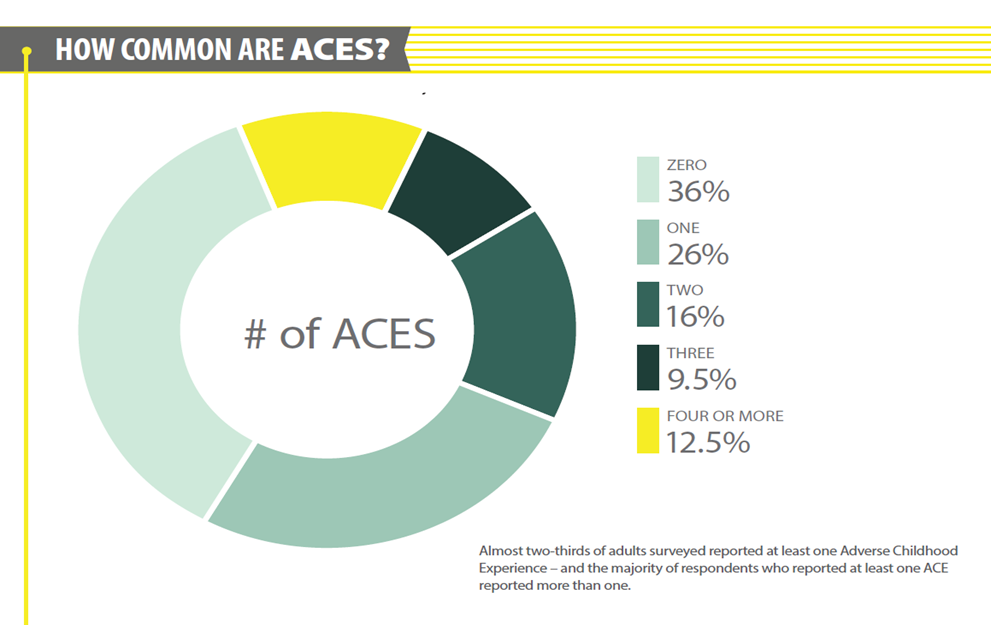 HOW COMMON ARE ACES?
# of ACES
ZERO
36%
ONE
26%
TWO
16%
THREE
9.5%
FOUR OR MORE
12.5%
Almost two-thirds of adults surveyed reported at least one Adverse Childhood
Experience – and the majority of respondents who reported at least one ACE
reported more than one.